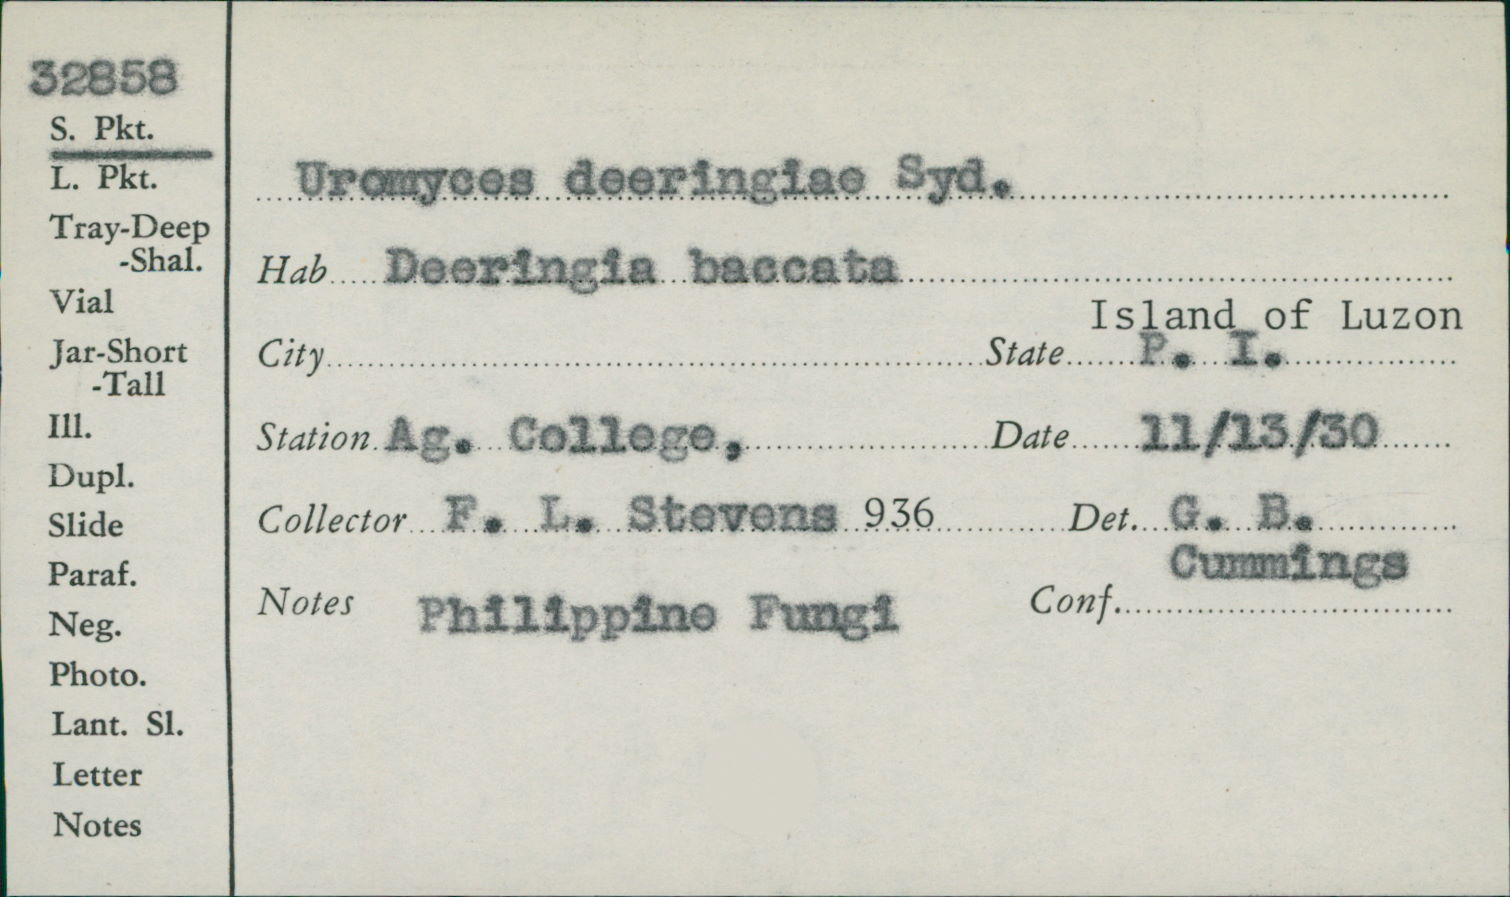 32858
S. Pkt.
L. Pkt.
Tray-Deep
-Shal.
Vial
Jar-Short
-Tall
Ill.
Dupl.
Slide
Paraf.
Neg.
Photo.
Lant. Sl.
Letter
Notes
Uromyces deeringiae Syd.
Hab Deeringia baccata
Island of Luzon
City State P. I.
Station Ag. College, Date 11/13/30
Collector F. L. Stevens 936 Det. G. B.
Cummings
Notes Philippine Fungi Conf.